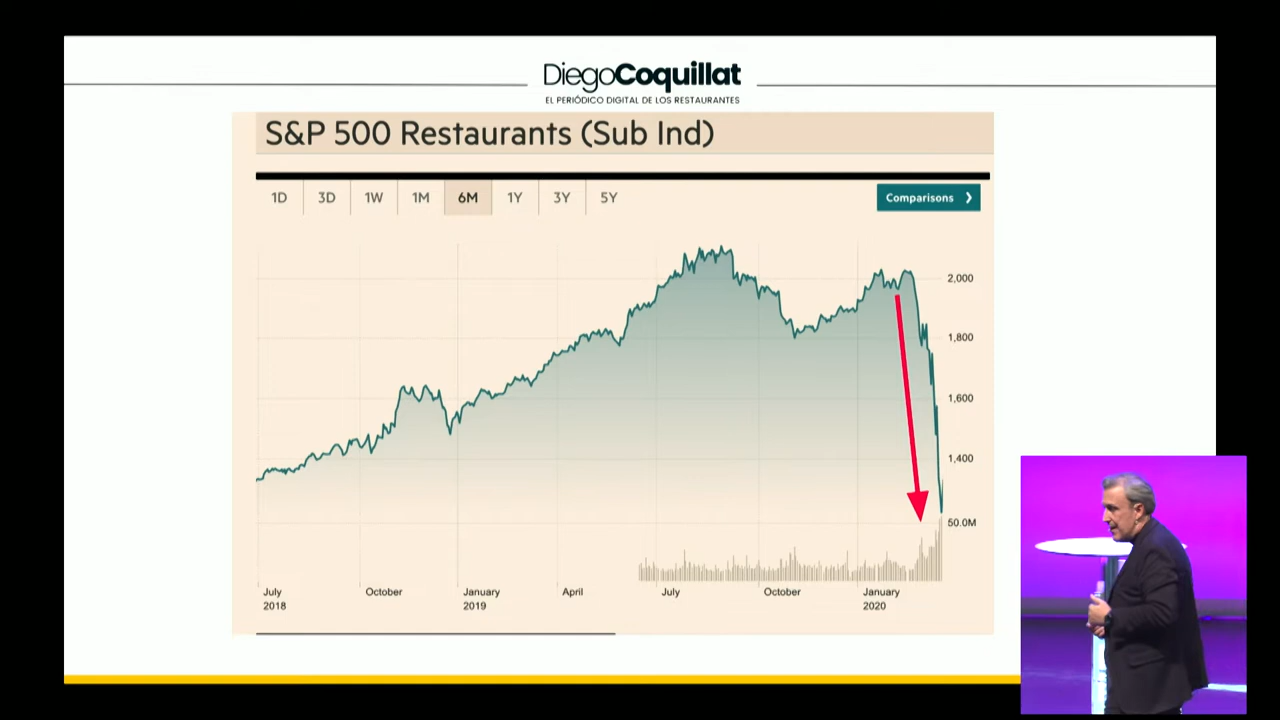 DiegoCoquillat
EL PERIÓDICO DIGITAL DE LOS RESTAURANTES
S&P 500 Restaurants (Sub Ind)
1D 3D 1W 1M 6M 1Y 3Y 5Y
Comparisons
2,000
1,800
1,600
1,400
50.0M
July October January April July October January
2018 2019 2020